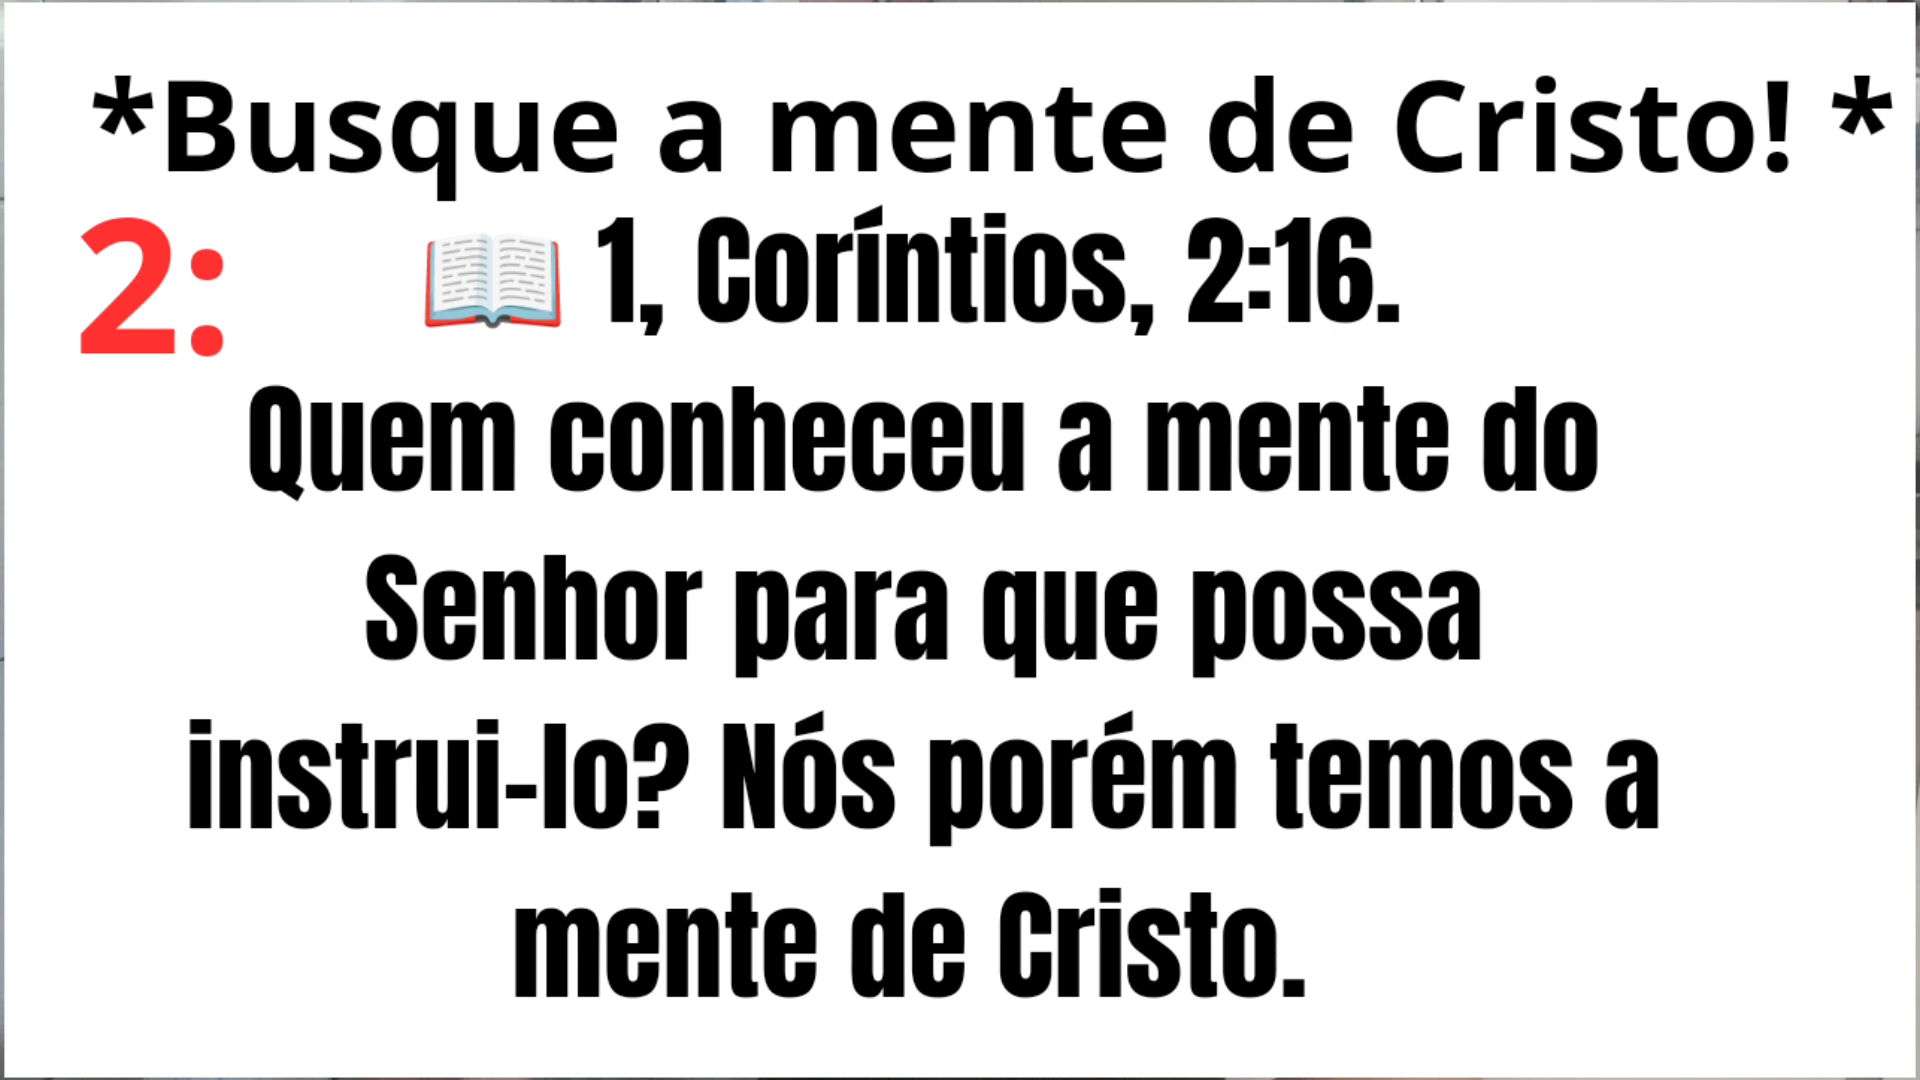 *Busque a mente de Cristo! *
2: 📖 1, Coríntios, 2:16.
Quem conheceu a mente do
Senhor para que possa
instrui-lo? Nós porém temos a
mente de Cristo.